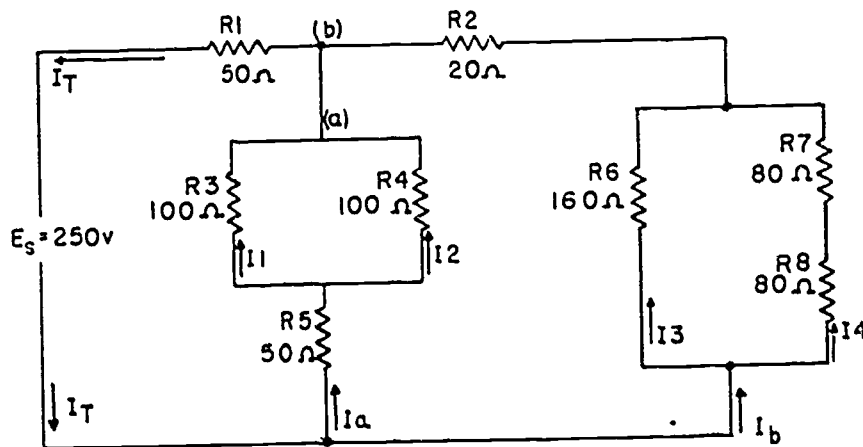 R1
(b)
R2
50Ω
20Ω
I_T
(a)
R3
100Ω
R4
100Ω
R6
160Ω
R7
80Ω
E_S = 250v
I1
I2
R8
80Ω
R5
50Ω
I3
I4
I_T
Ia
I_b